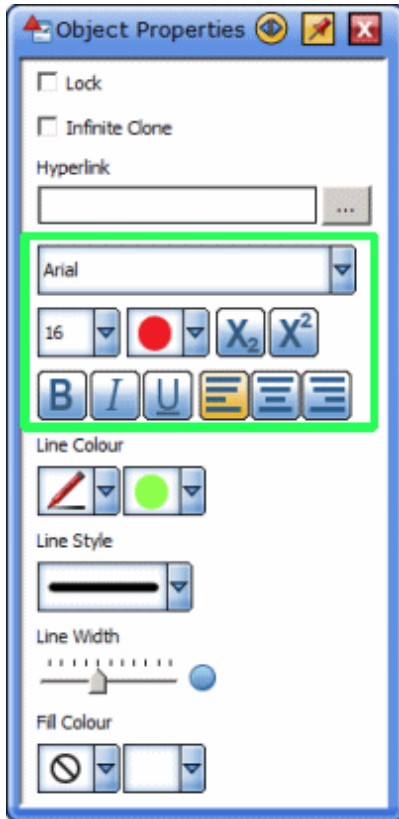 Object Properties
Lock
Infinite Clone
Hyperlink
...
Arial
16
X2 X2
B I U
Line Colour
Line Style
Line Width
Fill Colour